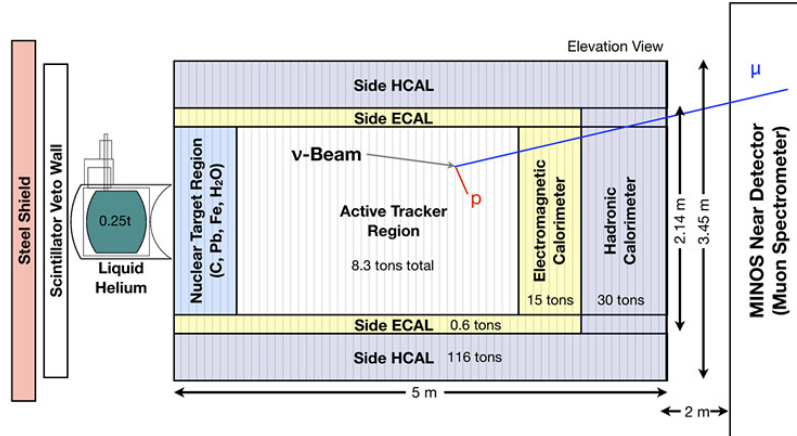 Elevation View
Steel Shield
Scintillator Veto Wall
0.25t
Liquid
Helium
Side HCAL
Side ECAL
Nuclear Target Region
(C, Pb, Fe, H₂O)
ν-Beam
p
μ
Active Tracker
Region
8.3 tons total
Electromagnetic
Calorimeter
15 tons
Hadronic
Calorimeter
30 tons
Side ECAL 0.6 tons
Side HCAL 116 tons
2.14 m
3.45 m
5 m
2 m
MINOS Near Detector
(Muon Spectrometer)